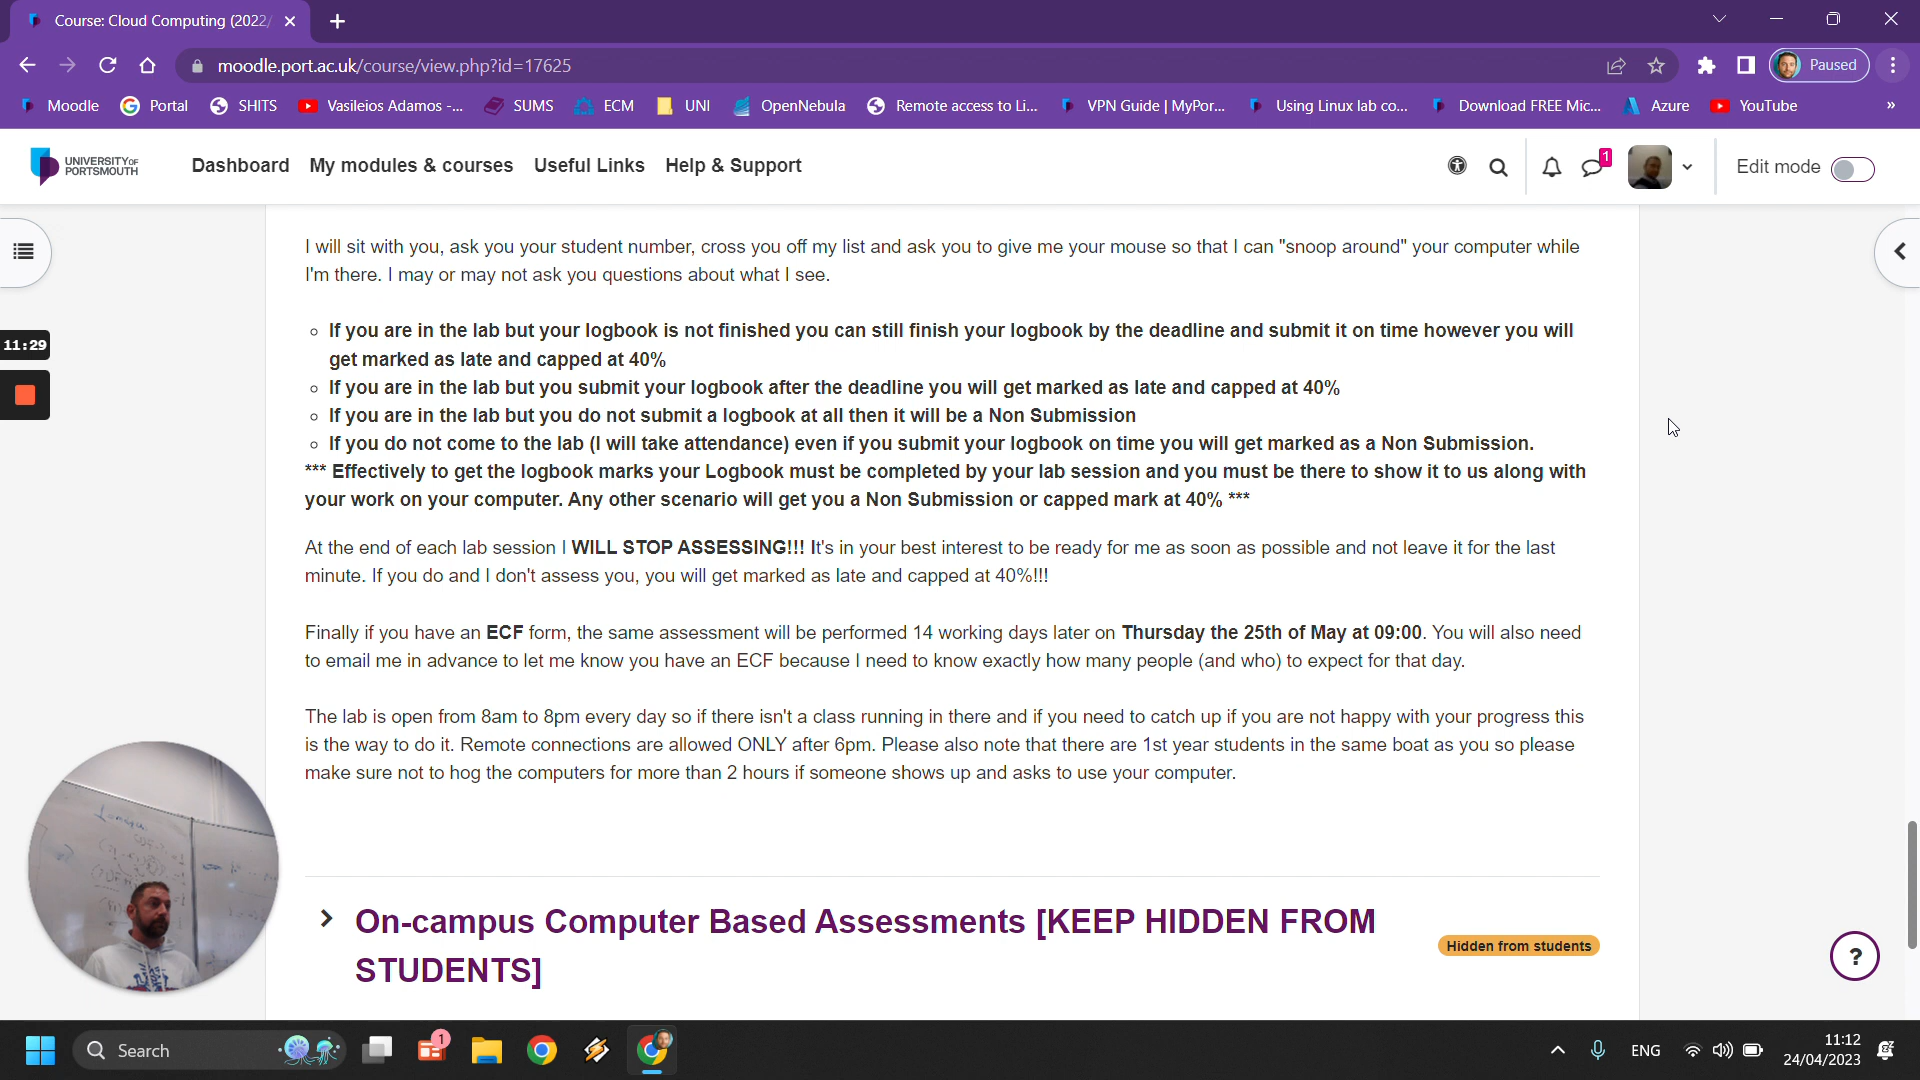 Course: Cloud Computing (2022/
moodle.port.ac.uk/course/view.php?id=17625
Paused
Moodle
Portal
SHITS
Vasileios Adamos -...
SUMS
ECM
UNI
OpenNebula
Remote access to Li...
VPN Guide | MyPor...
Using Linux lab co...
Download FREE Mic...
Azure
YouTube
»
UNIVERSITY OF
PORTSMOUTH
Dashboard
My modules & courses
Useful Links
Help & Support
1
Edit mode
I will sit with you, ask you your student number, cross you off my list and ask you to give me your mouse so that I can "snoop around" your computer while
I'm there. I may or may not ask you questions about what I see.
11:29
If you are in the lab but your logbook is not finished you can still finish your logbook by the deadline and submit it on time however you will
get marked as late and capped at 40%
If you are in the lab but you submit your logbook after the deadline you will get marked as late and capped at 40%
If you are in the lab but you do not submit a logbook at all then it will be a Non Submission
If you do not come to the lab (I will take attendance) even if you submit your logbook on time you will get marked as a Non Submission.
*** Effectively to get the logbook marks your Logbook must be completed by your lab session and you must be there to show it to us along with
your work on your computer. Any other scenario will get you a Non Submission or capped mark at 40% ***
At the end of each lab session I WILL STOP ASSESSING!!! It's in your best interest to be ready for me as soon as possible and not leave it for the last
minute. If you do and I don't assess you, you will get marked as late and capped at 40%!!!
Finally if you have an ECF form, the same assessment will be performed 14 working days later on Thursday the 25th of May at 09:00. You will also need
to email me in advance to let me know you have an ECF because I need to know exactly how many people (and who) to expect for that day.
The lab is open from 8am to 8pm every day so if there isn't a class running in there and if you need to catch up if you are not happy with your progress this
is the way to do it. Remote connections are allowed ONLY after 6pm. Please also note that there are 1st year students in the same boat as you so please
make sure not to hog the computers for more than 2 hours if someone shows up and asks to use your computer.
On-campus Computer Based Assessments [KEEP HIDDEN FROM
STUDENTS]
Hidden from students
?
Search
1
ENG
11:12
24/04/2023